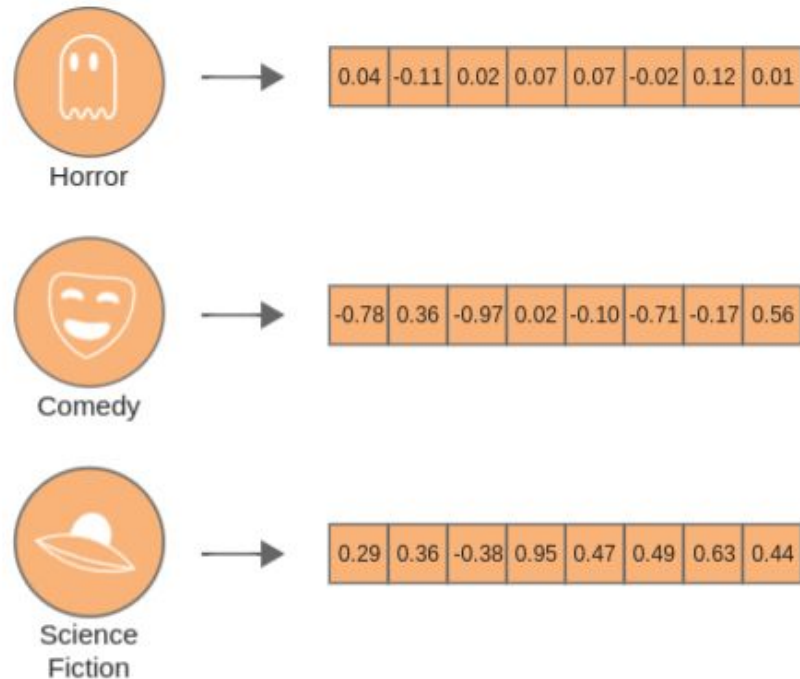 0.04 -0.11 0.02 0.07 0.07 -0.02 0.12 0.01
Horror
-0.78 0.36 -0.97 0.02 -0.10 -0.71 -0.17 0.56
Comedy
0.29 0.36 -0.38 0.95 0.47 0.49 0.63 0.44
Science
Fiction